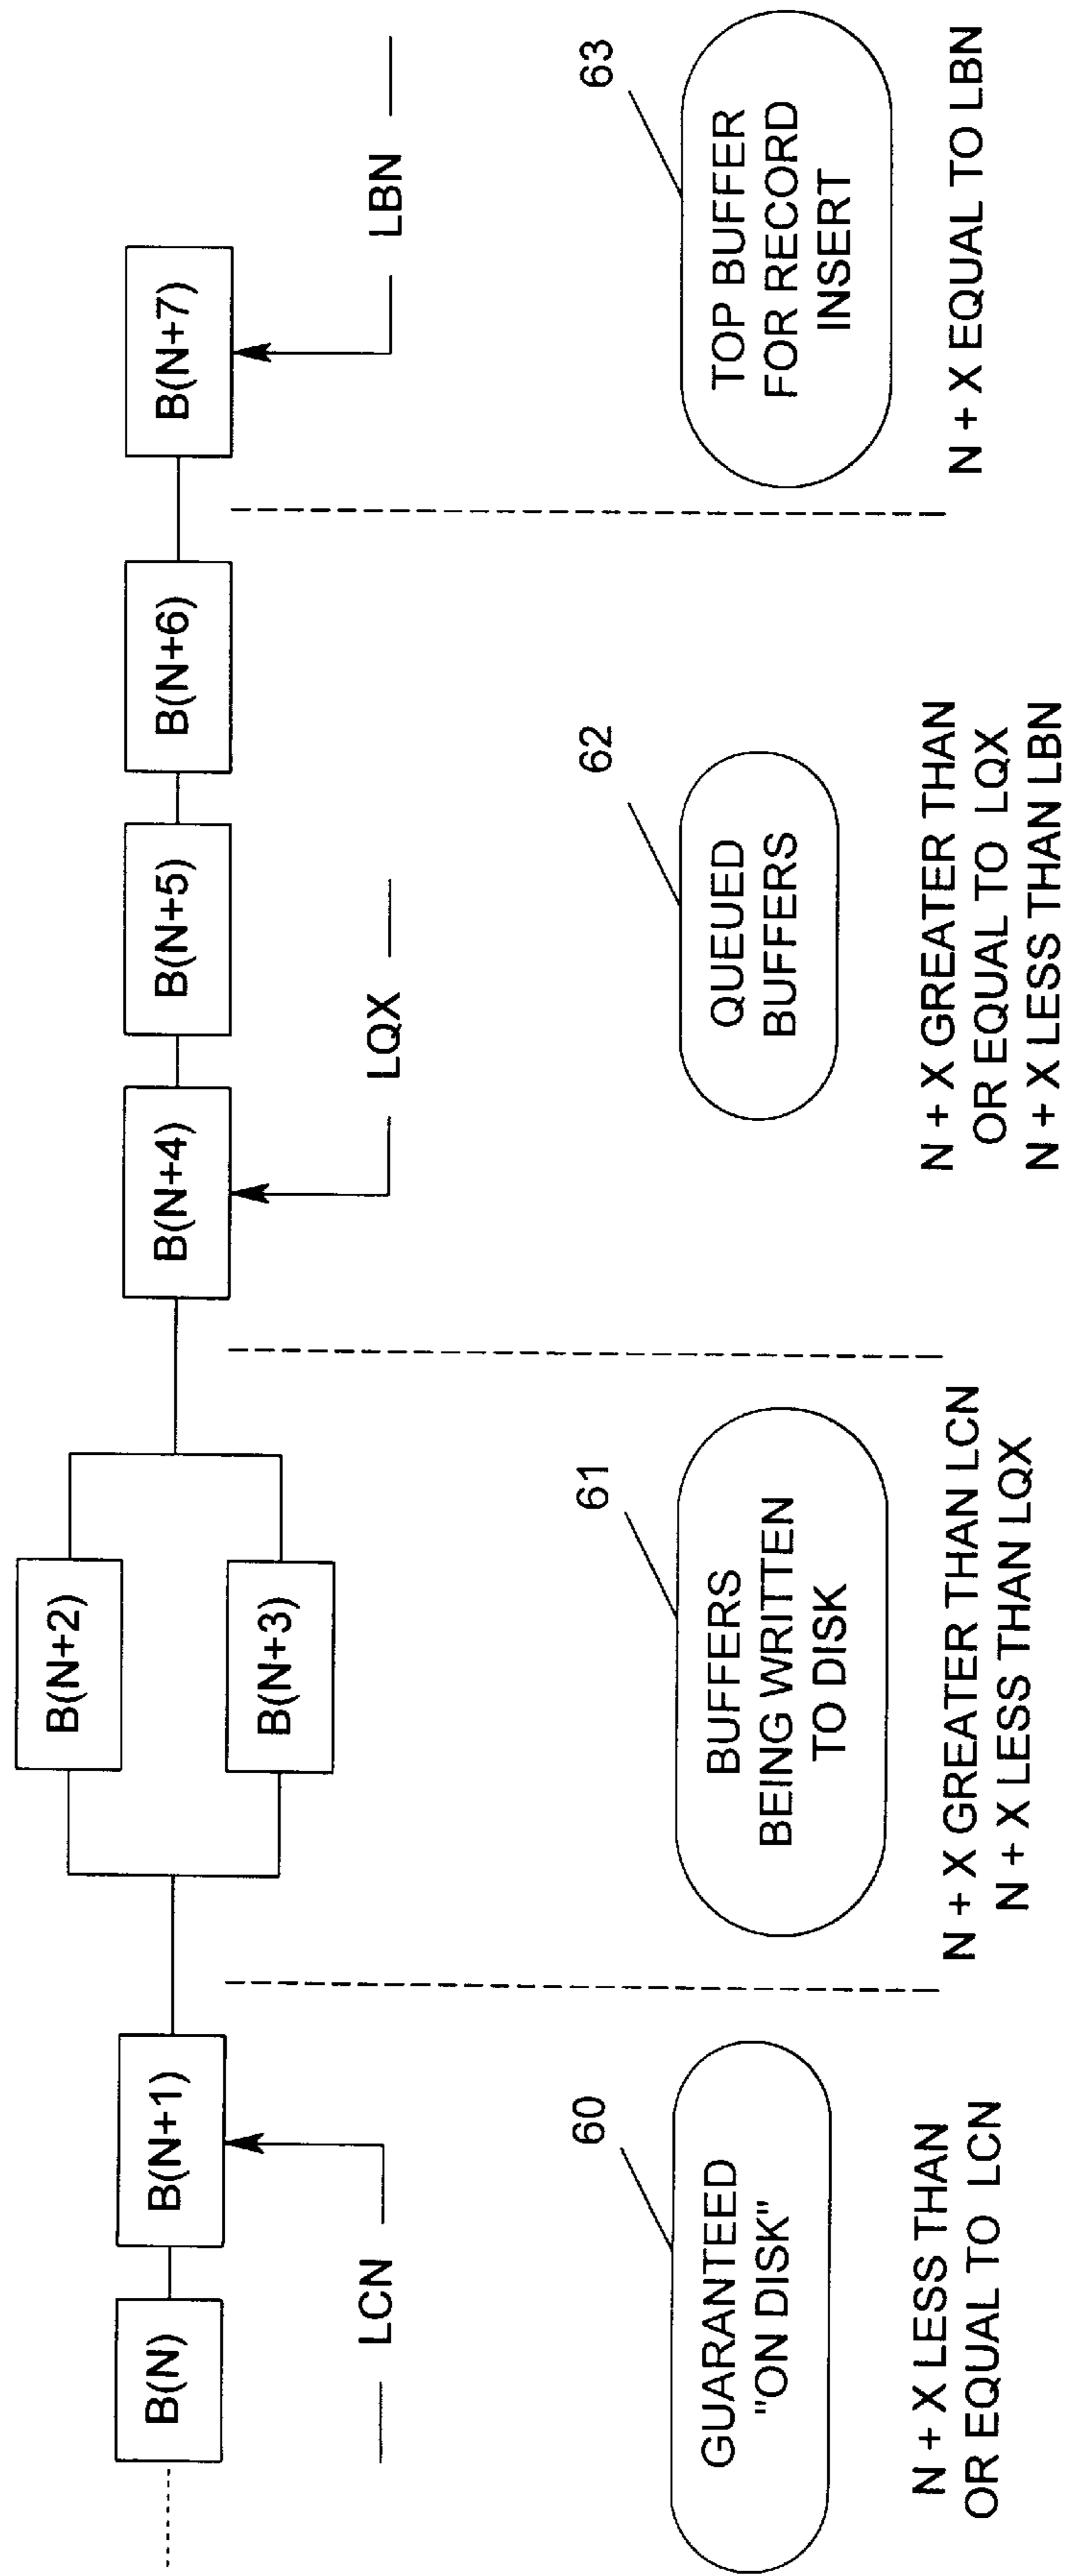 B(N)
B(N+1)
B(N+2)
B(N+3)
B(N+4)
B(N+5)
B(N+6)
B(N+7)
LCN
LQX
LBN
60
GUARANTEED
"ON DISK"
N + X LESS THAN
OR EQUAL TO LCN
61
BUFFERS
BEING WRITTEN
TO DISK
N + X GREATER THAN LCN
N + X LESS THAN LQX
62
QUEUED
BUFFERS
N + X GREATER THAN
OR EQUAL TO LQX
N + X LESS THAN LBN
63
TOP BUFFER
FOR RECORD
INSERT
N + X EQUAL TO LBN